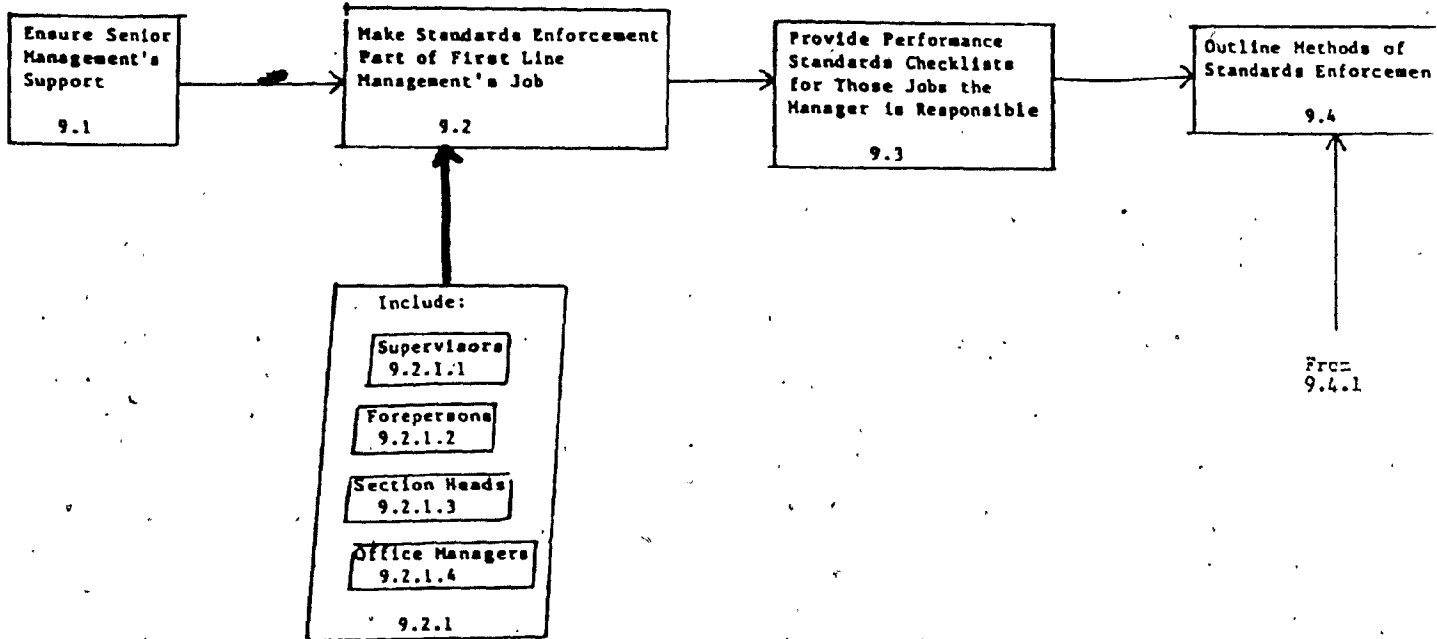 Ensure Senior
Management's
Support
9.1
Make Standards Enforcement
Part of First Line
Management's Job
9.2
Provide Performance
Standards Checklists
for Those Jobs the
Manager is Responsible
9.3
Outline Methods of
Standards Enforcemen
9.4
Include:
Supervisors
9.2.1.1
Forepersons
9.2.1.2
Section Heads
9.2.1.3
Office Managers
9.2.1.4
9.2.1
9.4.1